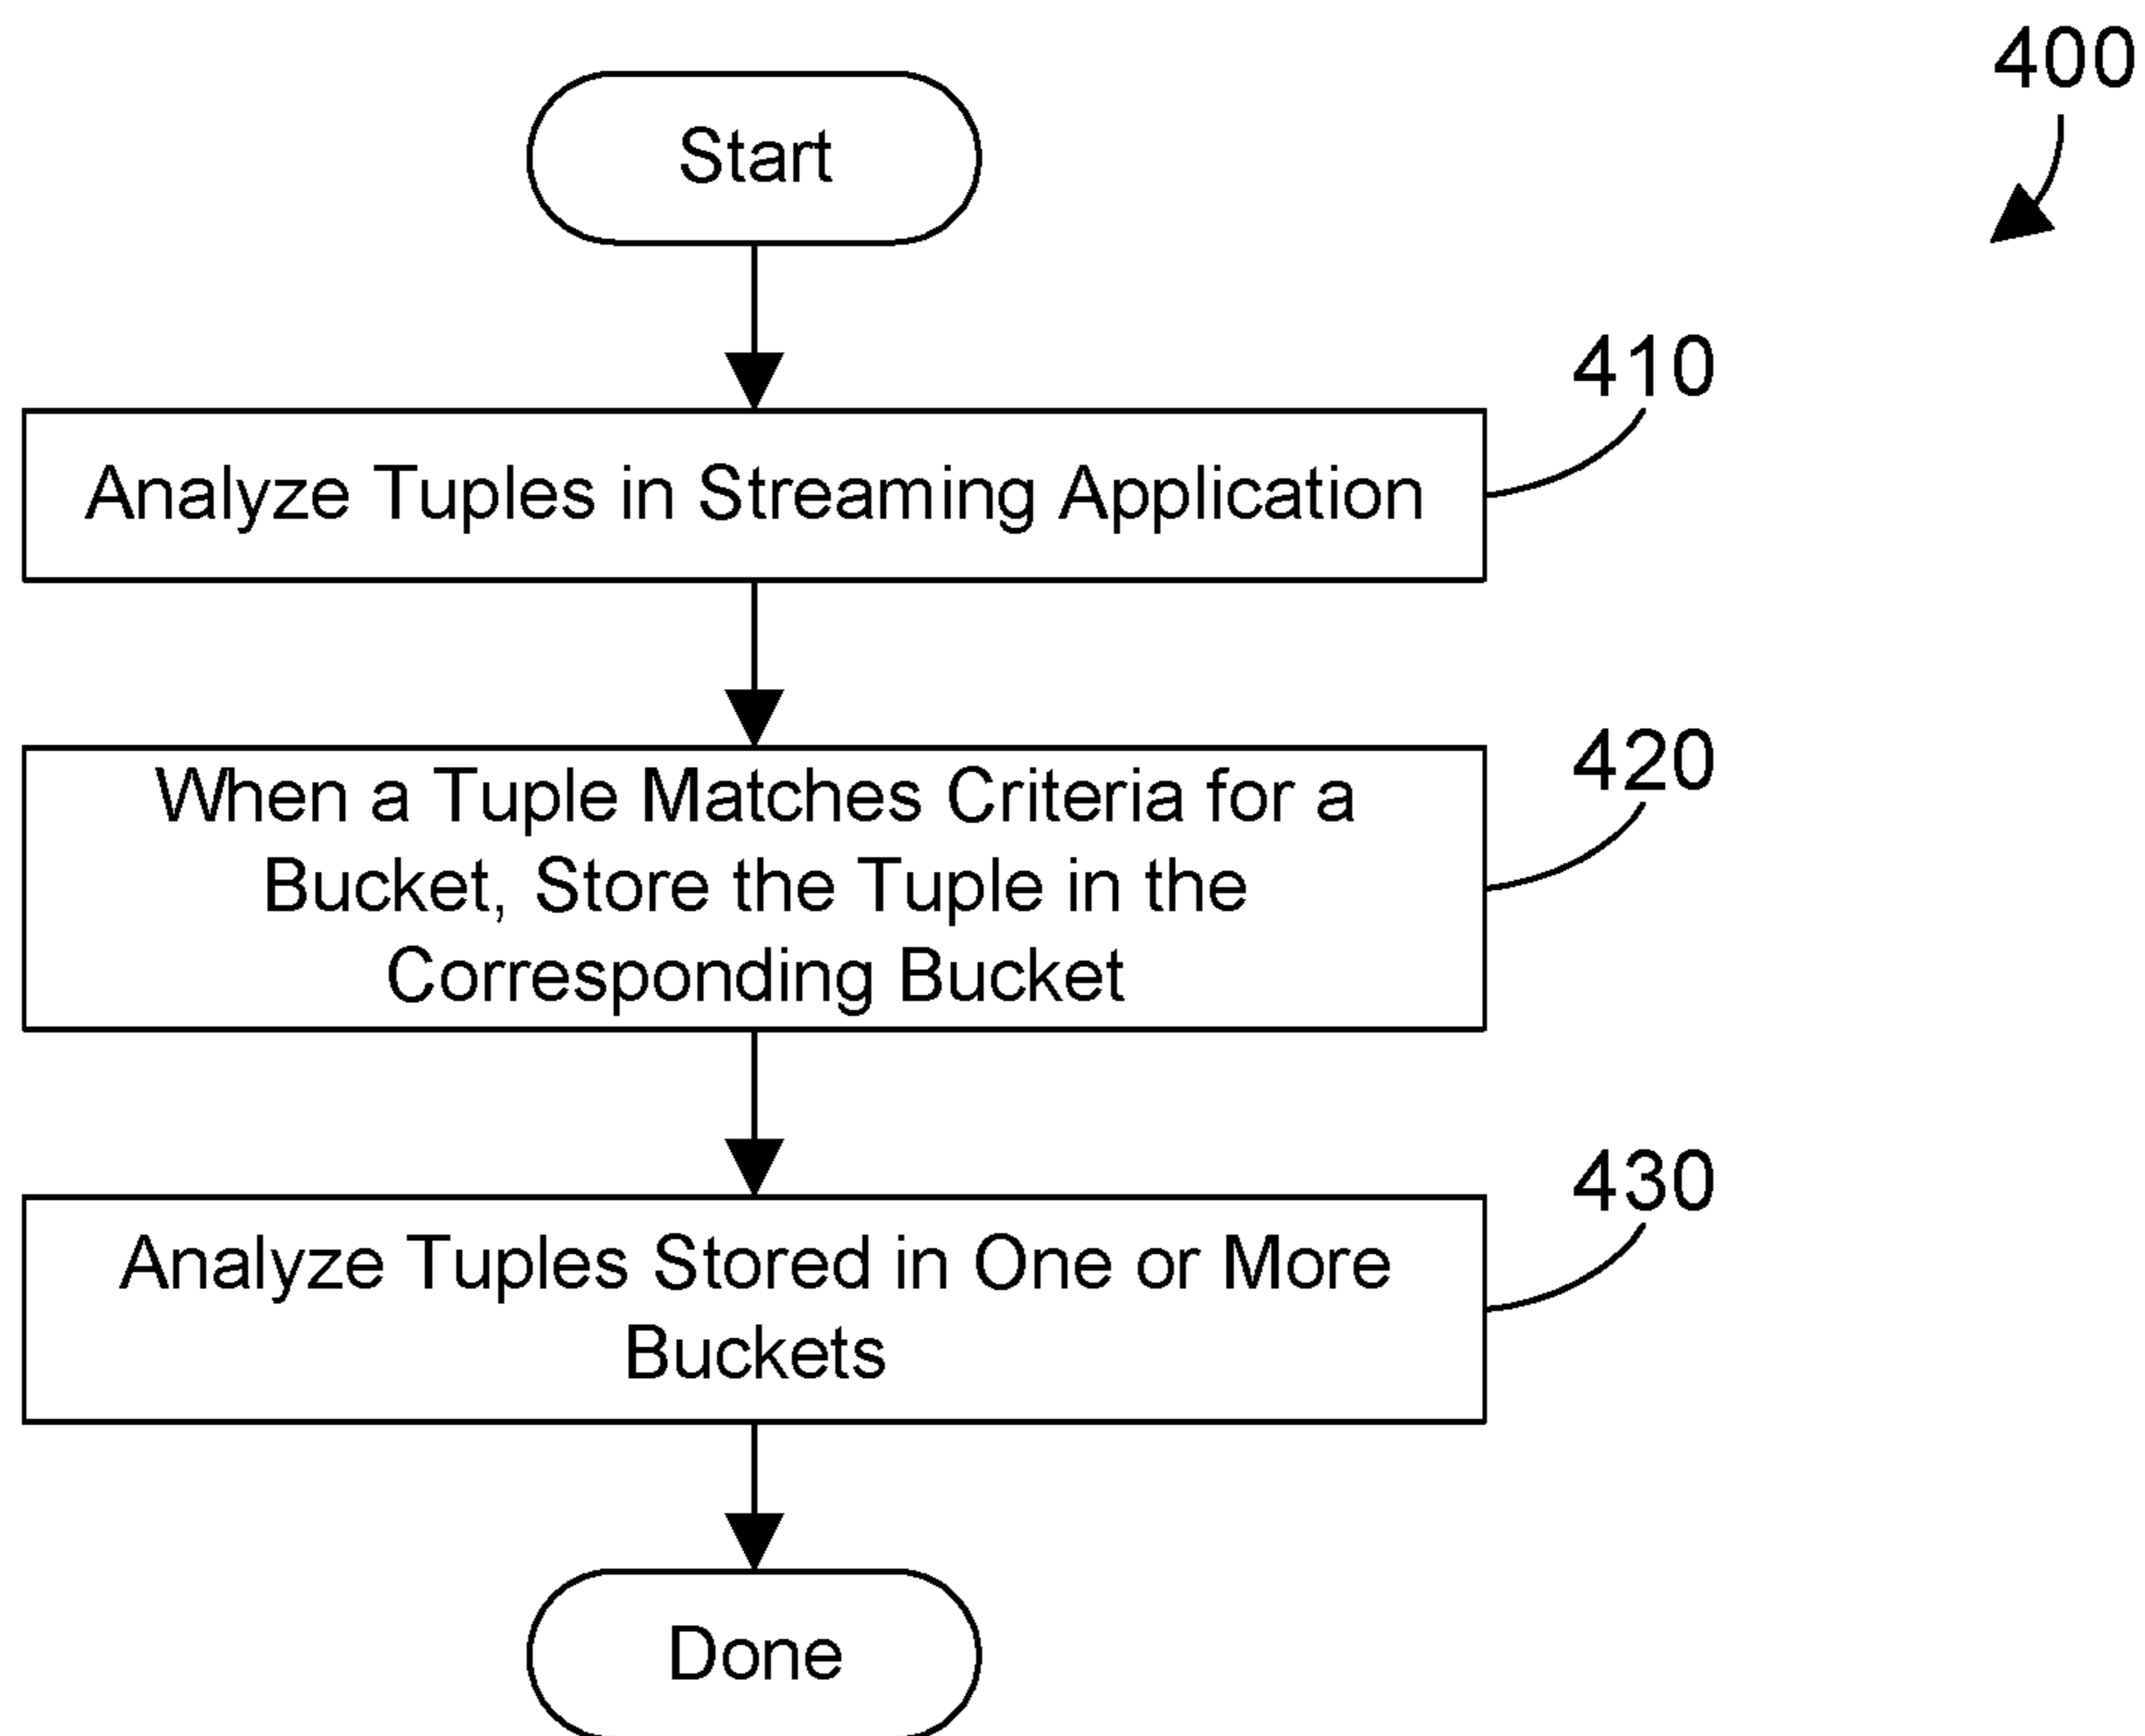 400
Start
410
Analyze Tuples in Streaming Application
420
When a Tuple Matches Criteria for a
Bucket, Store the Tuple in the
Corresponding Bucket
430
Analyze Tuples Stored in One or More
Buckets
Done